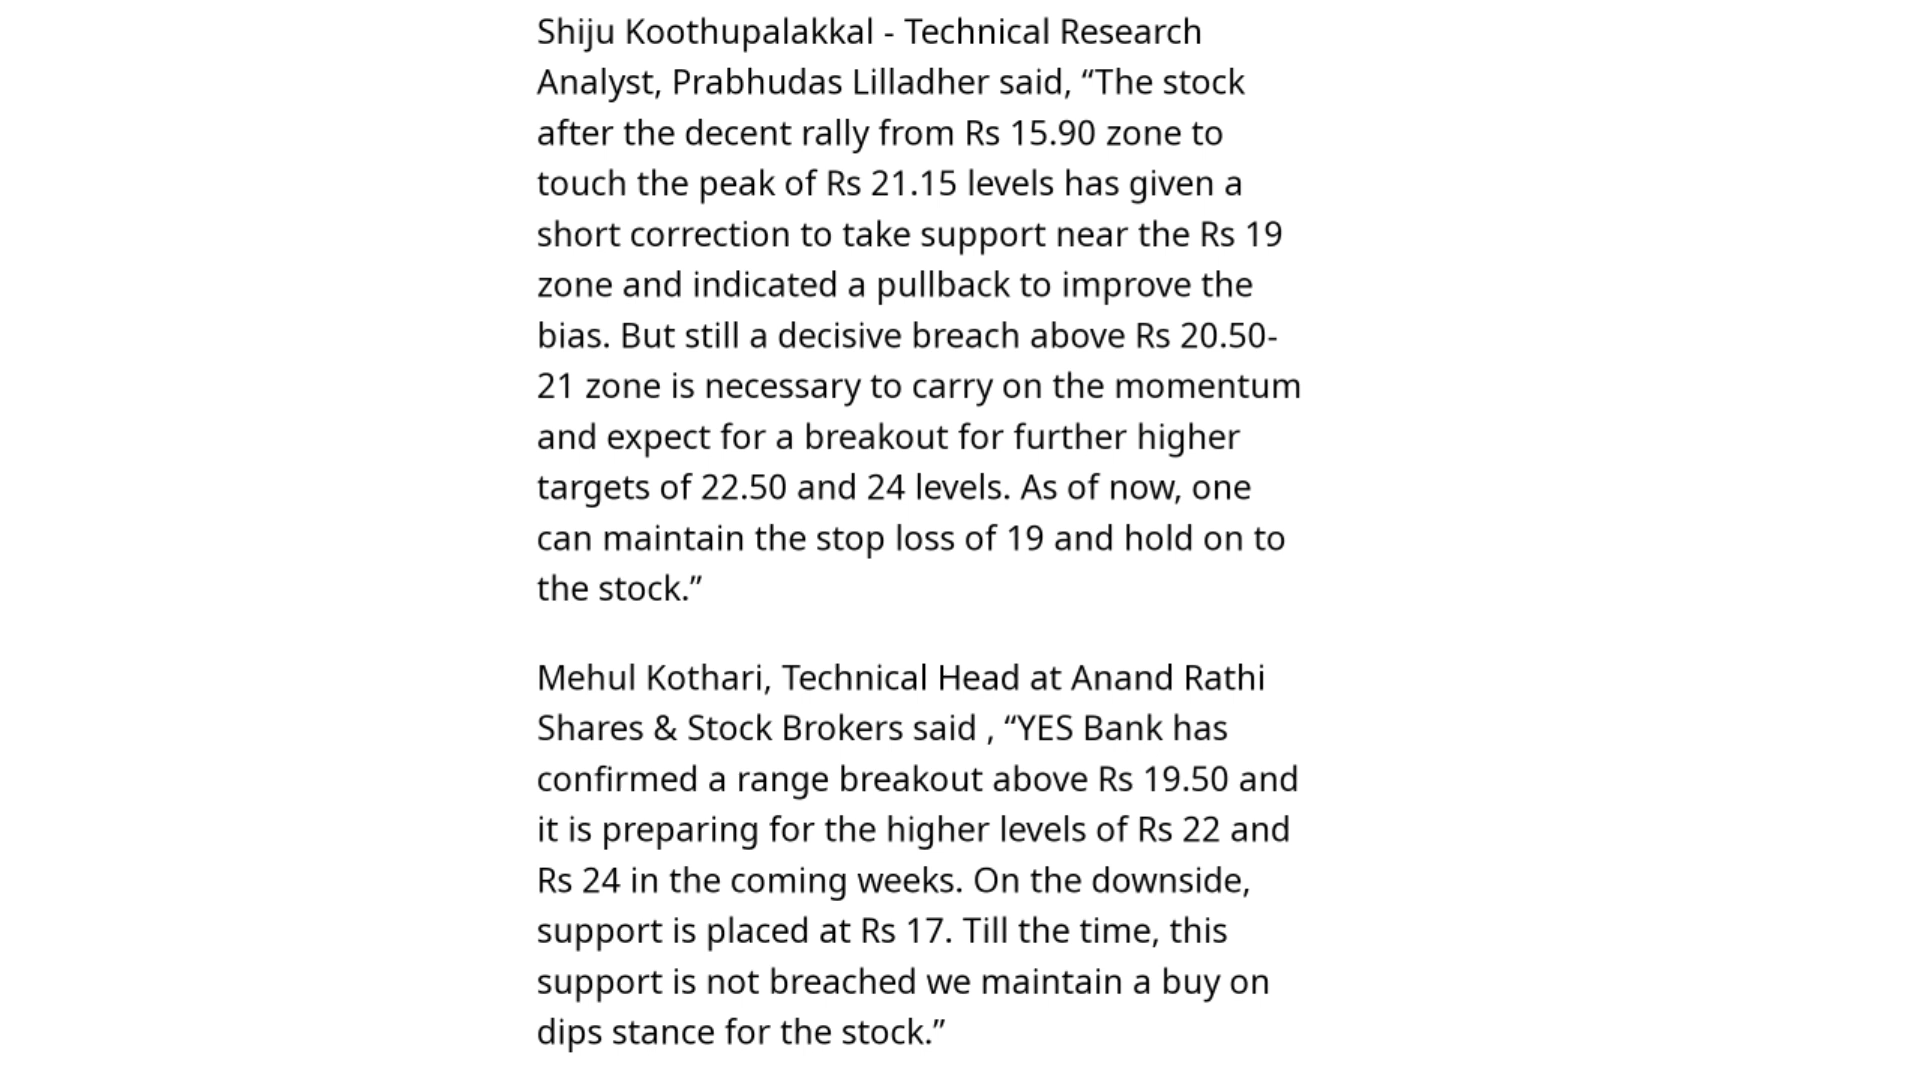 Shiju Koothupalakkal - Technical Research
Analyst, Prabhudas Lilladher said, “The stock
after the decent rally from Rs 15.90 zone to
touch the peak of Rs 21.15 levels has given a
short correction to take support near the Rs 19
zone and indicated a pullback to improve the
bias. But still a decisive breach above Rs 20.50-
21 zone is necessary to carry on the momentum
and expect for a breakout for further higher
targets of 22.50 and 24 levels. As of now, one
can maintain the stop loss of 19 and hold on to
the stock.”
Mehul Kothari, Technical Head at Anand Rathi
Shares & Stock Brokers said , “YES Bank has
confirmed a range breakout above Rs 19.50 and
it is preparing for the higher levels of Rs 22 and
Rs 24 in the coming weeks. On the downside,
support is placed at Rs 17. Till the time, this
support is not breached we maintain a buy on
dips stance for the stock.”